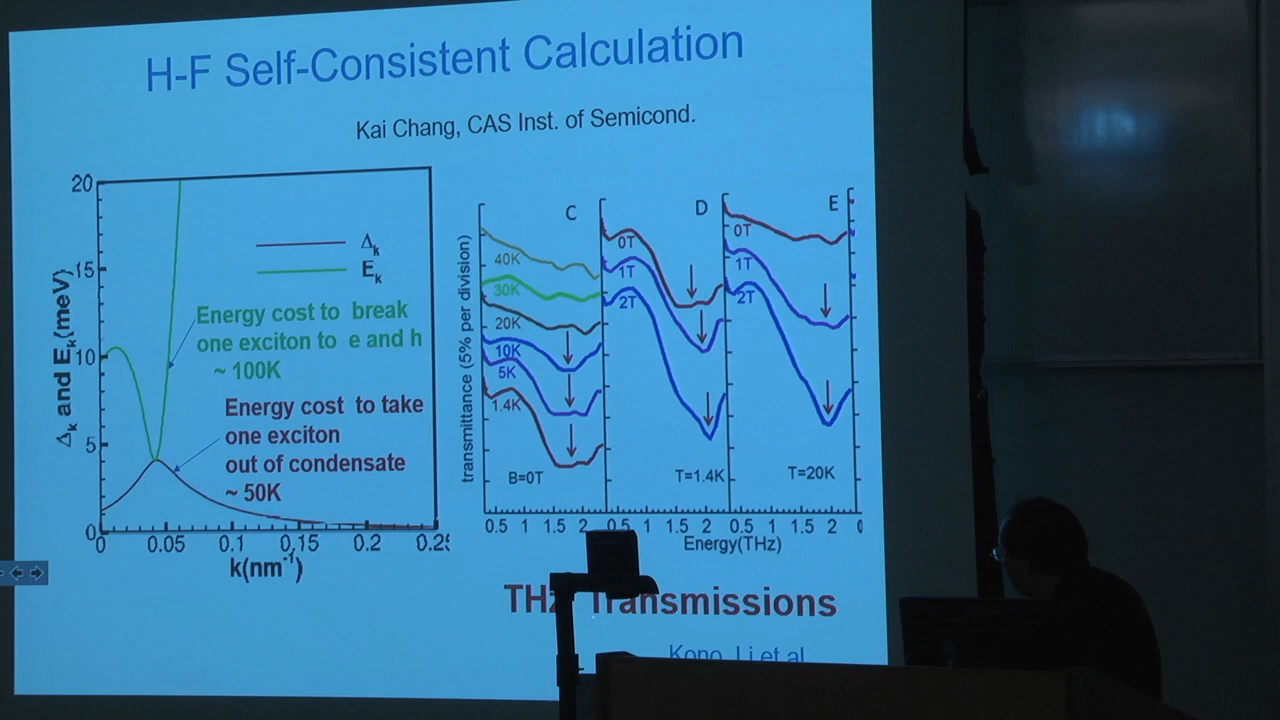 H-F Self-Consistent Calculation
Kai Chang, CAS Inst. of Semicond.
20
15
10
5
0
Δk and Ek(meV)
Δk
Ek
Energy cost to break
one exciton to e and h
~ 100K
Energy cost to take
one exciton
out of condensate
~ 50K
0 0.05 0.1 0.15 0.2
k(nm-1)
transmittance (5% per division)
C
40K
30K
20K
10K
5K
1.4K
B=0T
0.5 1 1.5 2
D
0T
1T
2T
T=1.4K
0.5 1 1.5 2
E
0T
1T
2T
T=20K
0.5 1 1.5 2
Energy(THz)
Transmissions
Kono, Li et al